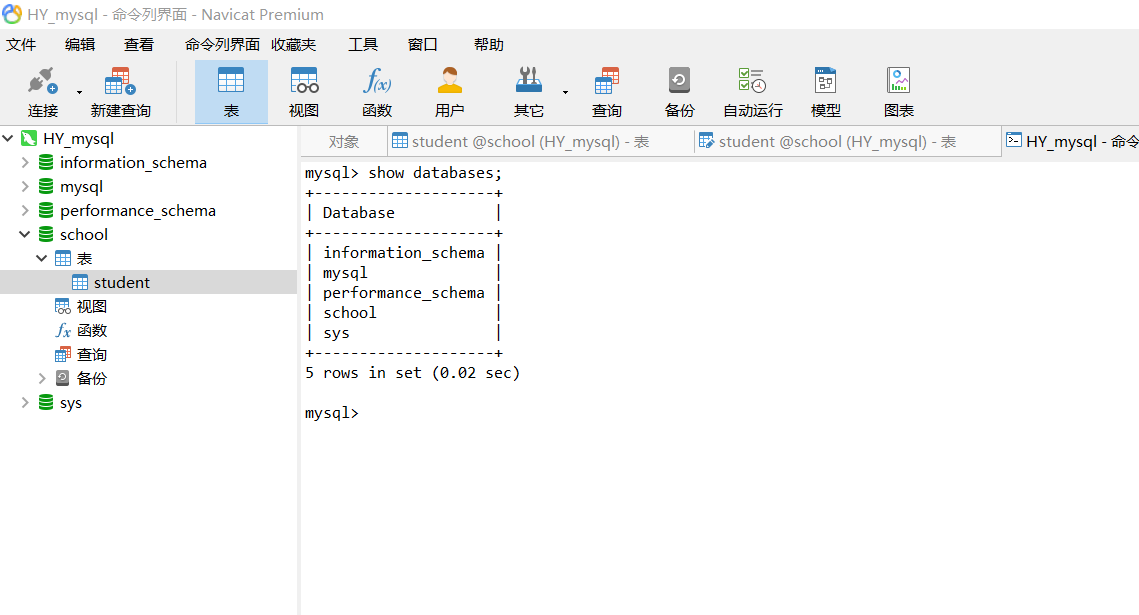 HY_mysql - 命令列界面 - Navicat Premium
文件 编辑 查看 命令列界面 收藏夹 工具 窗口 帮助
连接 新建查询 表 视图 函数 用户 其它 查询 备份 自动运行 模型 图表
HY_mysql
information_schema
mysql
performance_schema
school
表
student
视图
函数
查询
备份
sys
对象 student @school (HY_mysql) - 表 student @school (HY_mysql) - 表 HY_mysql - 命令
mysql> show databases;
+--------------------+
| Database           |
+--------------------+
| information_schema |
| mysql              |
| performance_schema |
| school             |
| sys                |
+--------------------+
5 rows in set (0.02 sec)
mysql>